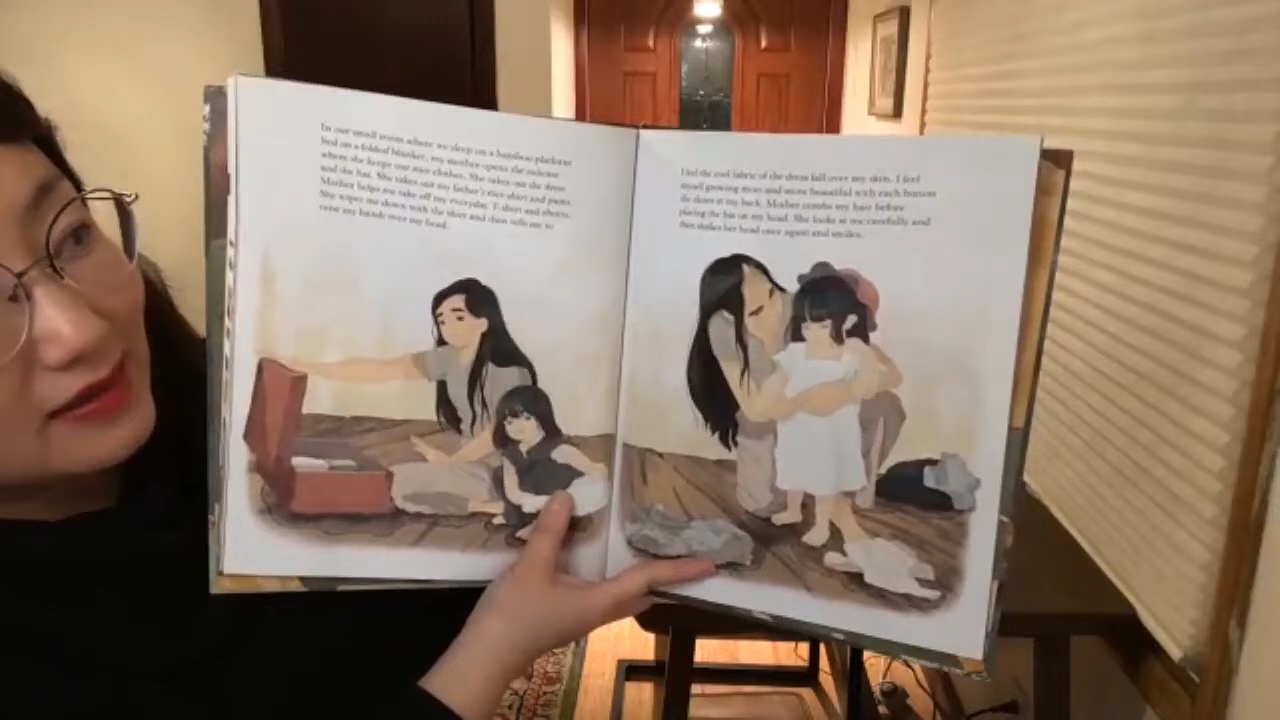 In our small room where we sleep on a bamboo platform
bed on a folded blanket, my mother opens the suitcase
where she keeps our nice clothes. She takes out the dress
and the hat. She takes out my father's nice shirt and pants.
Mother helps me take off my everyday T-shirt and shorts.
She wipes me down with the shirt and then tells me to
raise my hands over my head.
I feel the cool fabric of the dress fall over my skin. I feel
myself growing more and more beautiful with each button
she closes at my back. Mother combs my hair before
placing the hat on my head. She looks at me carefully and
then shakes her head once again and smiles.